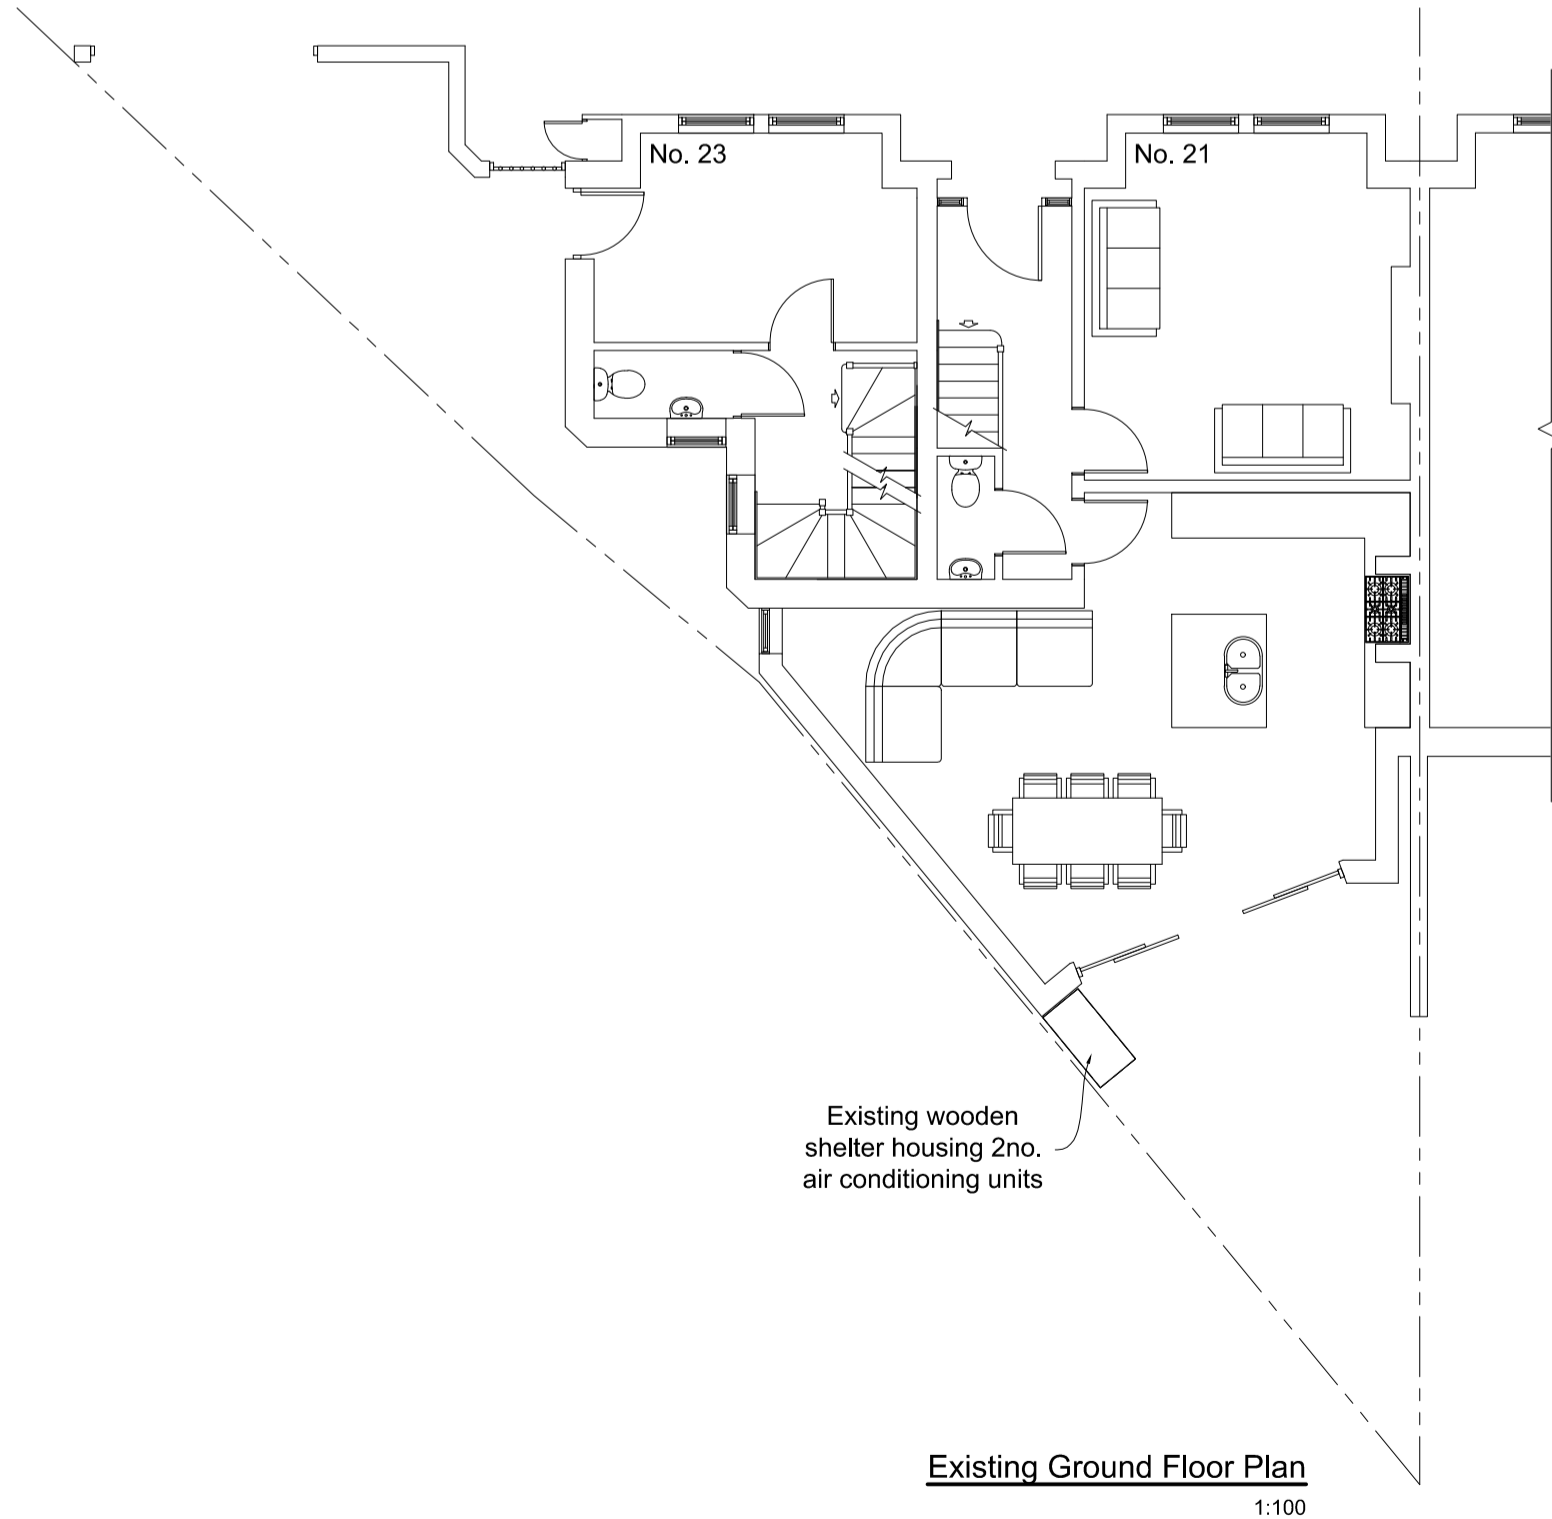 No. 23
No. 21
Existing wooden
shelter housing 2no.
air conditioning units
Existing Ground Floor Plan
1:100